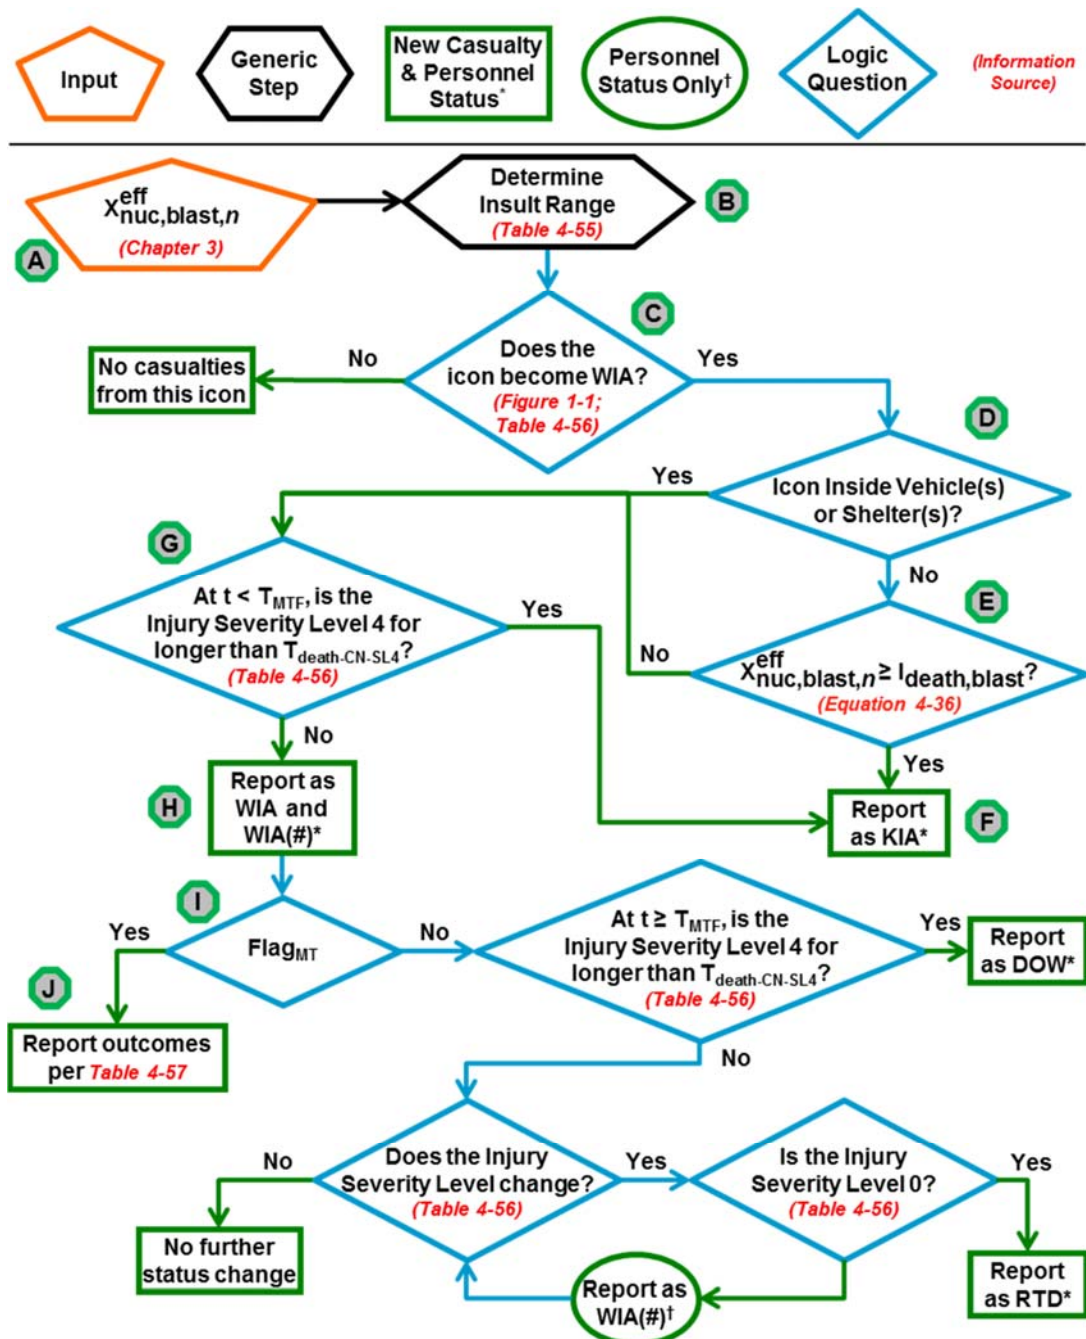 Input
Generic
Step
New Casualty
& Personnel
Status*
Personnel
Status Only†
Logic
Question
(Information
Source)
X^eff_nuc,blast,n
(Chapter 3)
A
Determine
Insult Range
(Table 4-55)
B
C
Does the
icon become WIA?
(Figure 1-1;
Table 4-56)
No
Yes
No casualties
from this icon
D
Icon Inside Vehicle(s)
or Shelter(s)?
Yes
No
G
At t < T_MTF, is the
Injury Severity Level 4 for
longer than T_death-CN-SL4?
(Table 4-56)
Yes
No
E
X^eff_nuc,blast,n ≥ I_death,blast?
(Equation 4-36)
No
Yes
H
Report as
WIA and
WIA(#)*
Report
as KIA*
F
I
Flag_MT
Yes
No
J
Report outcomes
per Table 4-57
At t ≥ T_MTF, is the
Injury Severity Level 4 for
longer than T_death-CN-SL4?
(Table 4-56)
Yes
Report
as DOW*
No
Does the Injury
Severity Level change?
(Table 4-56)
No
Yes
No further
status change
Is the Injury
Severity Level 0?
(Table 4-56)
Yes
Report as
WIA(#)†
Report
as RTD*